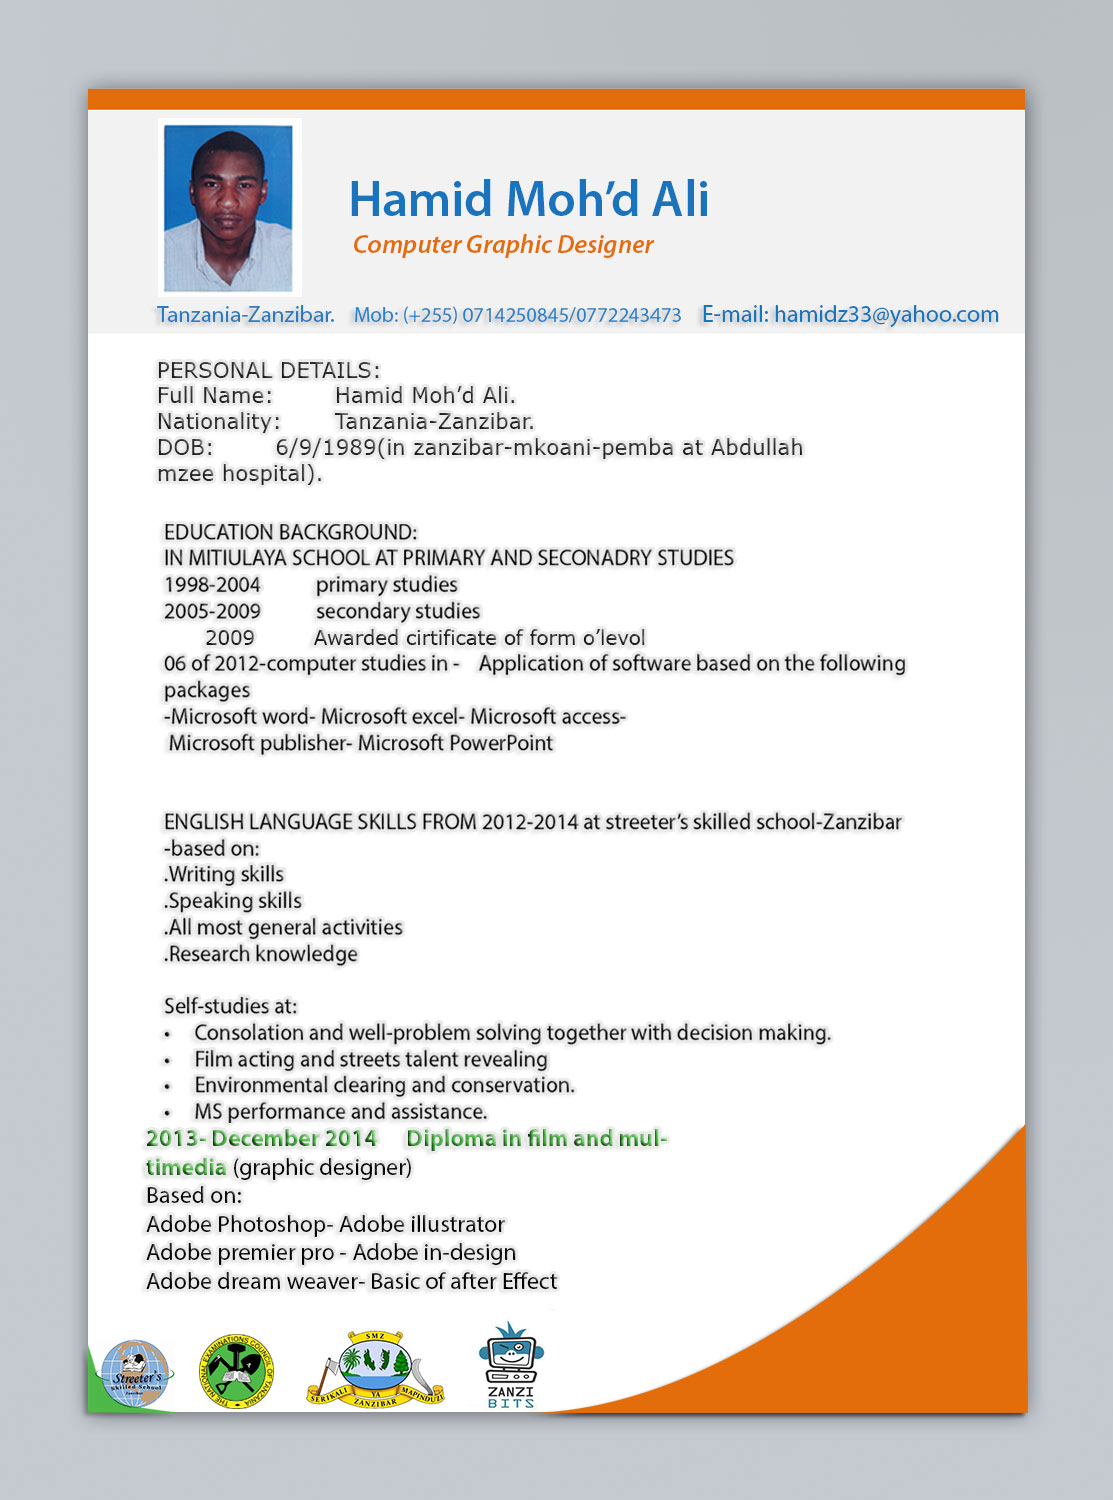 Hamid Moh’d Ali
Computer Graphic Designer
Tanzania-Zanzibar. Mob: (+255) 0714250845/0772243473 E-mail: hamidz33@yahoo.com
PERSONAL DETAILS:
Full Name: Hamid Moh’d Ali.
Nationality: Tanzania-Zanzibar.
DOB: 6/9/1989(in zanzibar-mkoani-pemba at Abdullah
mzee hospital).
EDUCATION BACKGROUND:
IN MITIULAYA SCHOOL AT PRIMARY AND SECONADRY STUDIES
1998-2004 primary studies
2005-2009 secondary studies
2009 Awarded cirtificate of form o’levol
06 of 2012-computer studies in - Application of software based on the following
packages
-Microsoft word- Microsoft excel- Microsoft access-
Microsoft publisher- Microsoft PowerPoint
ENGLISH LANGUAGE SKILLS FROM 2012-2014 at streeter’s skilled school-Zanzibar
-based on:
.Writing skills
.Speaking skills
.All most general activities
.Research knowledge
Self-studies at:
• Consolation and well-problem solving together with decision making.
• Film acting and streets talent revealing
• Environmental clearing and conservation.
• MS performance and assistance.
2013- December 2014 Diploma in film and mul-
timedia (graphic designer)
Based on:
Adobe Photoshop- Adobe illustrator
Adobe premier pro - Adobe in-design
Adobe dream weaver- Basic of after Effect
Streeter's
Skilled School
Zanzibar
THE NATIONAL EXAMINATIONS COUNCIL OF TANZANIA
SMZ
SERIKALI YA MAPINDUZI
ZANZIBAR
ZANZI
BITS